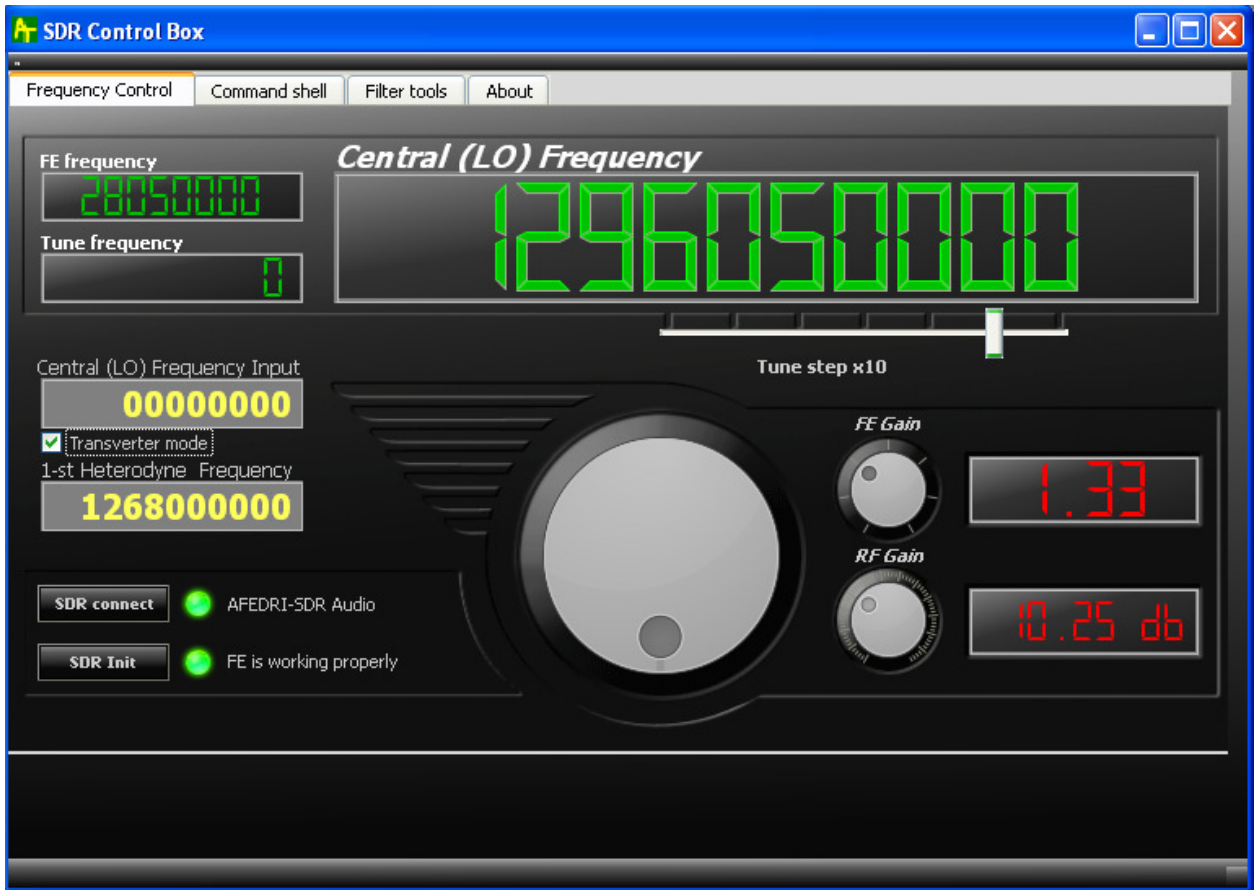 SDR Control Box
Frequency Control
Command shell
Filter tools
About
FE frequency
28050000
Tune frequency
0
Central (LO) Frequency
1296050000
Tune step x10
Central (LO) Frequency Input
00000000
Transverter mode
1-st Heterodyne Frequency
1268000000
FE Gain
1.33
RF Gain
10.25 db
SDR connect
AFEDRI-SDR Audio
SDR Init
FE is working properly